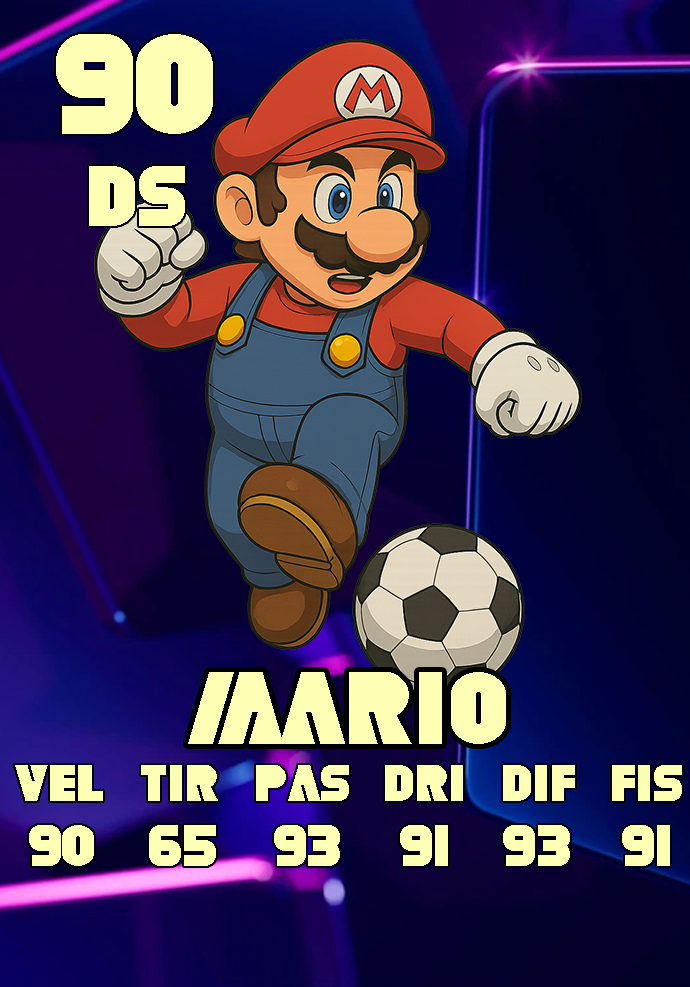 90
DS
M
MARIO
VEL TIR PAS DRI DIF FIS
90 65 93 91 93 91